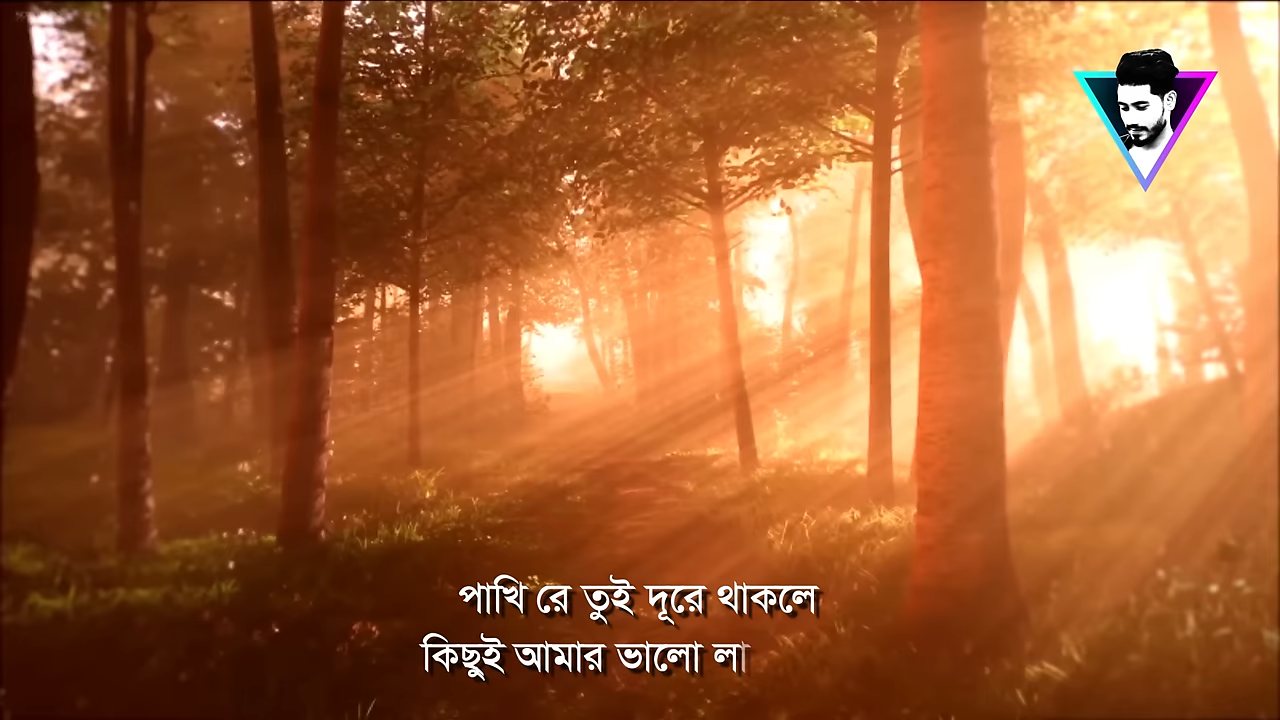 পাখি রে তুই দূরে থাকলে
কিছুই আমার ভালো লা